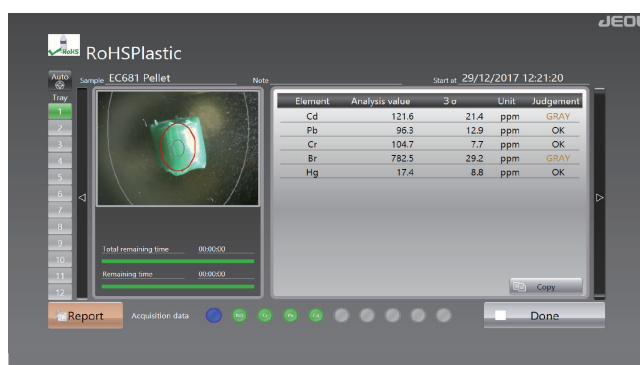 JEOL
RoHS
RoHSPlastic
Auto
Sample EC681 Pellet Note Start at 29/12/2017 12:21:20
Tray
1
2
3
4
5
6
7
8
9
10
11
12
Element Analysis value 3 σ Unit Judgement
Cd 121.6 21.4 ppm GRAY
Pb 96.3 12.9 ppm OK
Cr 104.7 7.7 ppm OK
Br 782.5 29.2 ppm GRAY
Hg 17.4 8.8 ppm OK
Total remaining time 00:00:00
Remaining time 00:00:00
Copy
Report
Acquisition data
Cr
Pb
Cd
Done